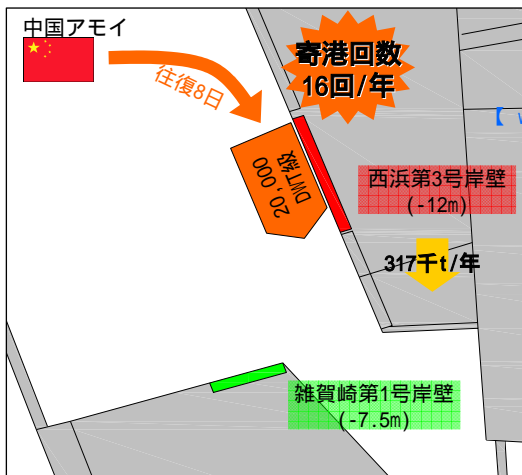 中国アモイ
往復8日
寄港回数
16回/年
20,000
DWT級
【 w
西浜第3号岸壁
(-12m)
317千t/年
雑賀崎第1号岸壁
(-7.5m)